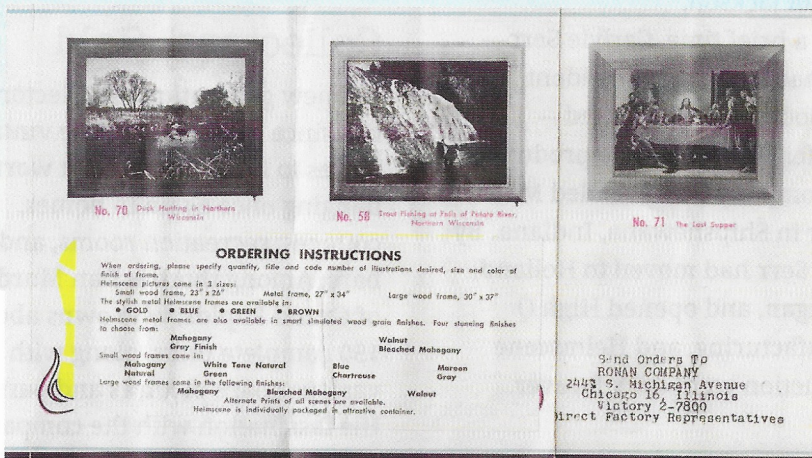 No. 70 Duck Hunting in Northern
Wisconsin
No. 58 Trout Fishing at Falls of Potato River,
Northern Wisconsin
No. 71 The Last Supper
ORDERING INSTRUCTIONS
When ordering, please specify quantity, title and code number of illustrations desired, size and color of
finish of frame.
Helmscene pictures come in 3 sizes:
Small wood frame, 23" x 26" Metal frame, 27" x 34" Large wood frame, 30" x 37"
The stylish metal Helmscene frames are available in:
● GOLD ● BLUE ● GREEN ● BROWN
Helmscene metal frames are also available in smart simulated wood grain finishes. Four stunning finishes
to choose from:
Mahogany Walnut
Gray Finish Bleached Mahogany
Small wood frames come in:
Mahogany White Tone Natural Blue Maroon
Natural Green Chartreuse Gray
Large wood frames come in the following finishes:
Mahogany Bleached Mahogany Walnut
Alternate Prints of all scenes are available.
Helmscene is individually packaged in attractive container.
Send Orders To
RONAN COMPANY
S. Michigan Avenue
Chicago 16, Illinois
Victory 2-7800
Direct Factory Representatives